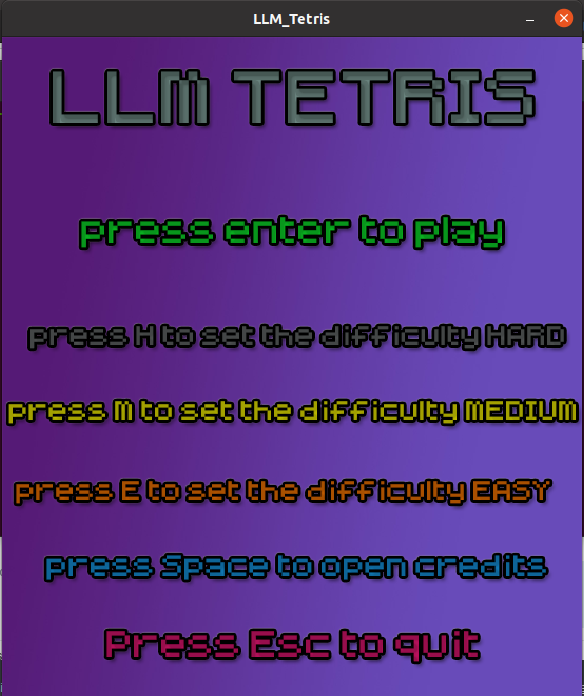 LLM_Tetris
LLM TETRIS
press enter to play
press H to set the difficulty HARD
press M to set the difficulty MEDIUM
press E to set the difficulty EASY
press Space to open credits
Press Esc to quit